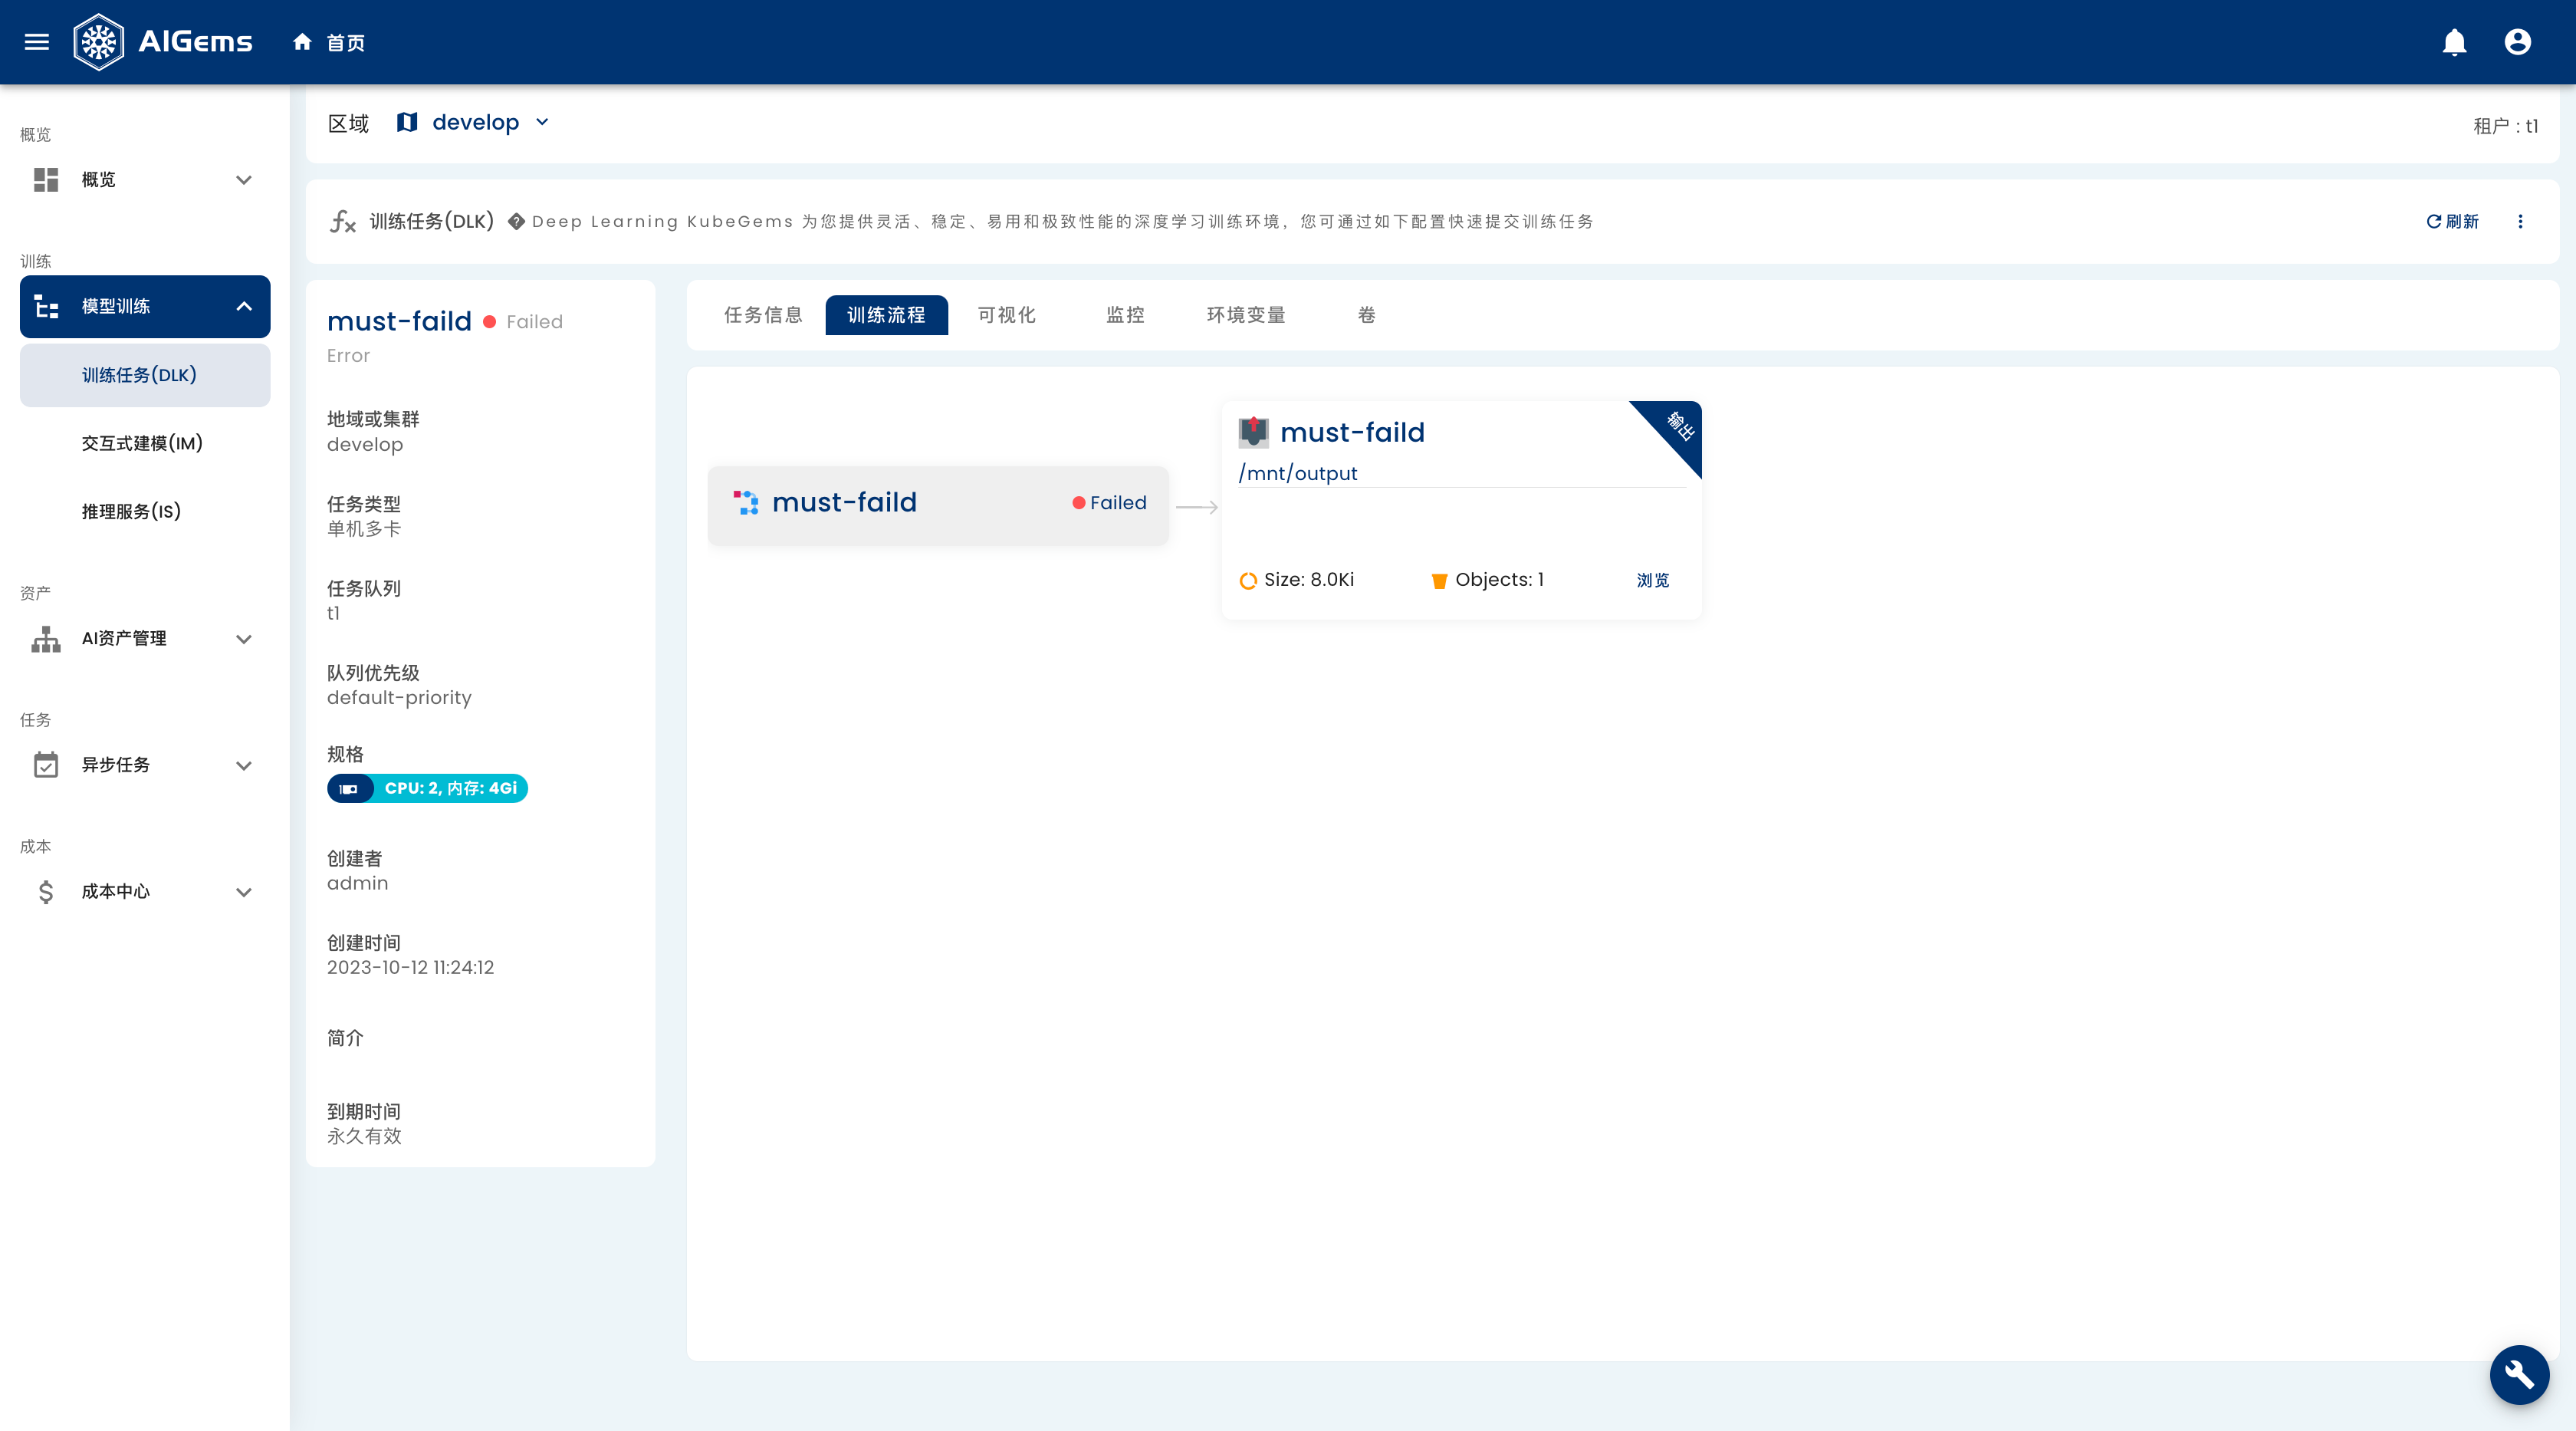 AIGems
首页
区域
develop
租户 : t1
概览
概览
训练
模型训练
训练任务(DLK)
交互式建模(IM)
推理服务(IS)
资产
AI资产管理
任务
异步任务
成本
成本中心
训练任务(DLK)
Deep Learning KubeGems 为您提供灵活、稳定、易用和极致性能的深度学习训练环境，您可通过如下配置快速提交训练任务
刷新
must-faild
Failed
Error
地域或集群
develop
任务类型
单机多卡
任务队列
t1
队列优先级
default-priority
规格
CPU: 2, 内存: 4Gi
创建者
admin
创建时间
2023-10-12 11:24:12
简介
到期时间
永久有效
任务信息
训练流程
可视化
监控
环境变量
卷
must-faild
Failed
must-faild
输出
/mnt/output
Size: 8.0Ki
Objects: 1
浏览